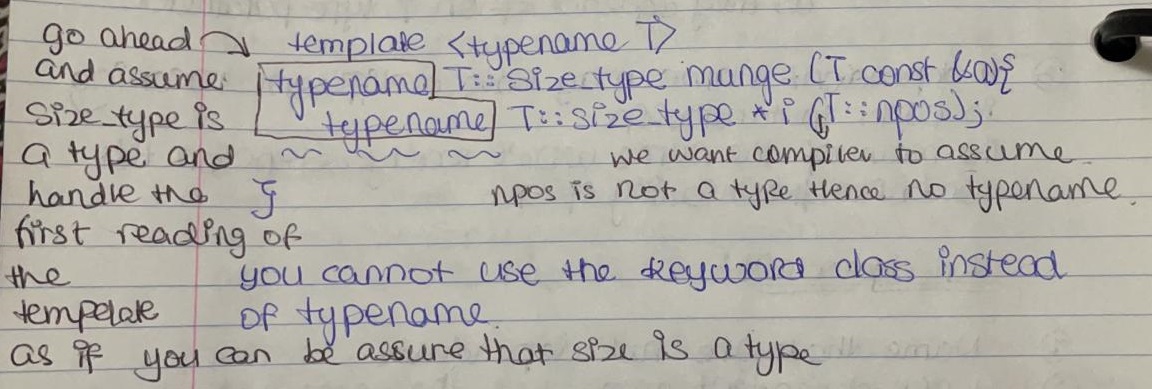 go ahead → template <typename T>
and assume typename T::size_type munge (T const &a){
size_type is typename T::size_type * i (T::npos);
a type and ~ ~ ~ we want compiler to assume
handle the } npos is not a type hence no typename.
first reading of
the you cannot use the keyword class instead
tempelate of typename.
as if you can be assure that size is a type